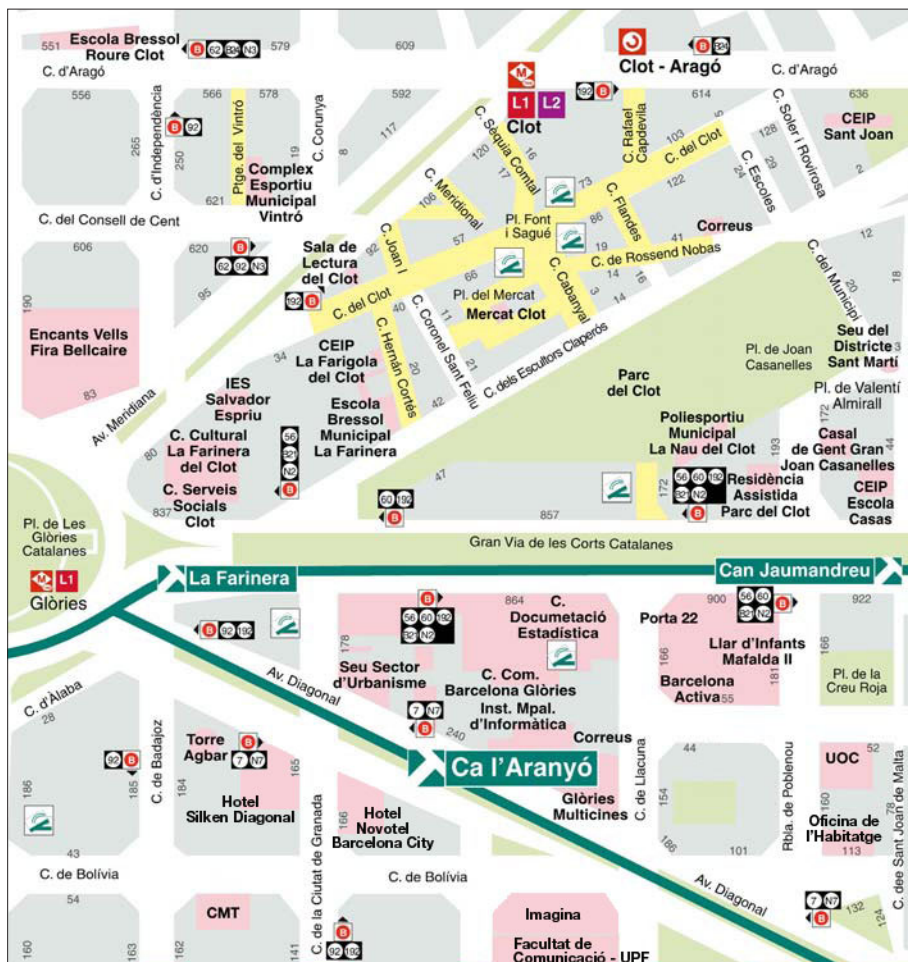 551
Escola Bressol
Roure Clot
B 62 B24 N3
579
609
Clot - Aragó
B B24
C. d'Aragó
C. d'Aragó
556
566
578
592
M
L1 L2
Clot
192 B
614
636
CEIP
Sant Joan
C. d'Independència
B 92
265
250
Ptge. del Vintró
C. Corunya
19
8
117
120
C. Sèquia Comtal
16
17
C. Rafael
Capdevila
103
5
C. del Clot
C. Soler i Rovirosa
128
29
24
C. Escoles
2
Complex
Esportiu
Municipal
Vintró
621
C. Meridional
106
73
122
C. Flandes
86
C. del Consell de Cent
606
620
B
62 92 N3
95
Sala de
Lectura
del Clot
192 B
92
C. Joan I
57
Pl. Font
i Sagué
19
41
Correus
C. de Rossend Nobas
12
18
20
C. del Municipi
190
Encants Vells
Fira Bellcaire
83
C. del Clot
66
Pl. del Mercat
Mercat Clot
C. Cabanyal
3
14
14
16
40
11
21
C. Coronel Sant Feliu
C. Hernán Cortés
20
42
C. dels Escultors Claperós
Parc
del Clot
Pl. de Joan
Casanelles
Seu del
Districte
Sant Martí
3
Pl. de Valentí
Almirall
Av. Meridiana
34
CEIP
La Farigola
del Clot
IES
Salvador
Espriu
Escola
Bressol
Municipal
La Farinera
80
C. Cultural
La Farinera
del Clot
C. Serveis
Socials
Clot
837
56
B21
N2
B
47
60 192
B
857
172
Poliesportiu
Municipal
La Nau del Clot
56 60 192
B21 N2
B
Residència
Assistida
Parc del Clot
193
172
44
Casal
de Gent Gran
Joan Casanelles
CEIP
Escola
Casas
Pl. de Les
Glòries
Catalanes
M L1
Glòries
Gran Via de les Corts Catalanes
La Farinera
Can Jaumandreu
B 92 192
B
56 60 192
B21 N2
864
C.
Documetació
Estadística
178
Seu Sector
d'Urbanisme
C. Com.
Barcelona Glòries
Inst. Mpal.
d'Informàtica
900
Porta 22
56 60
B21 N2
B
Llar d'Infants
Mafalda II
166
Barcelona
Activa
55
181
922
166
Pl. de la
Creu Roja
Av. Diagonal
7 N7
B
240
Ca l'Aranyó
C. d'Àlaba
28
186
92 B
185
43
C. de Badajoz
Torre
Agbar
B
7 N7
184
165
Hotel
Silken Diagonal
C. de la Ciutat de Granada
166
Hotel
Novotel
Barcelona City
Correus
Glòries
Multicines
C. de Llacuna
44
154
186
101
Rbla. de Poblenou
UOC
52
160
Oficina de
l'Habitatge
113
78
C. dee Sant Joan de Malta
C. de Bolívia
C. de Bolívia
54
160
163
CMT
162
141
B
92 192
Imagina
Facultat de
Comunicació - UPF
Av. Diagonal
7 N7
B
132
124